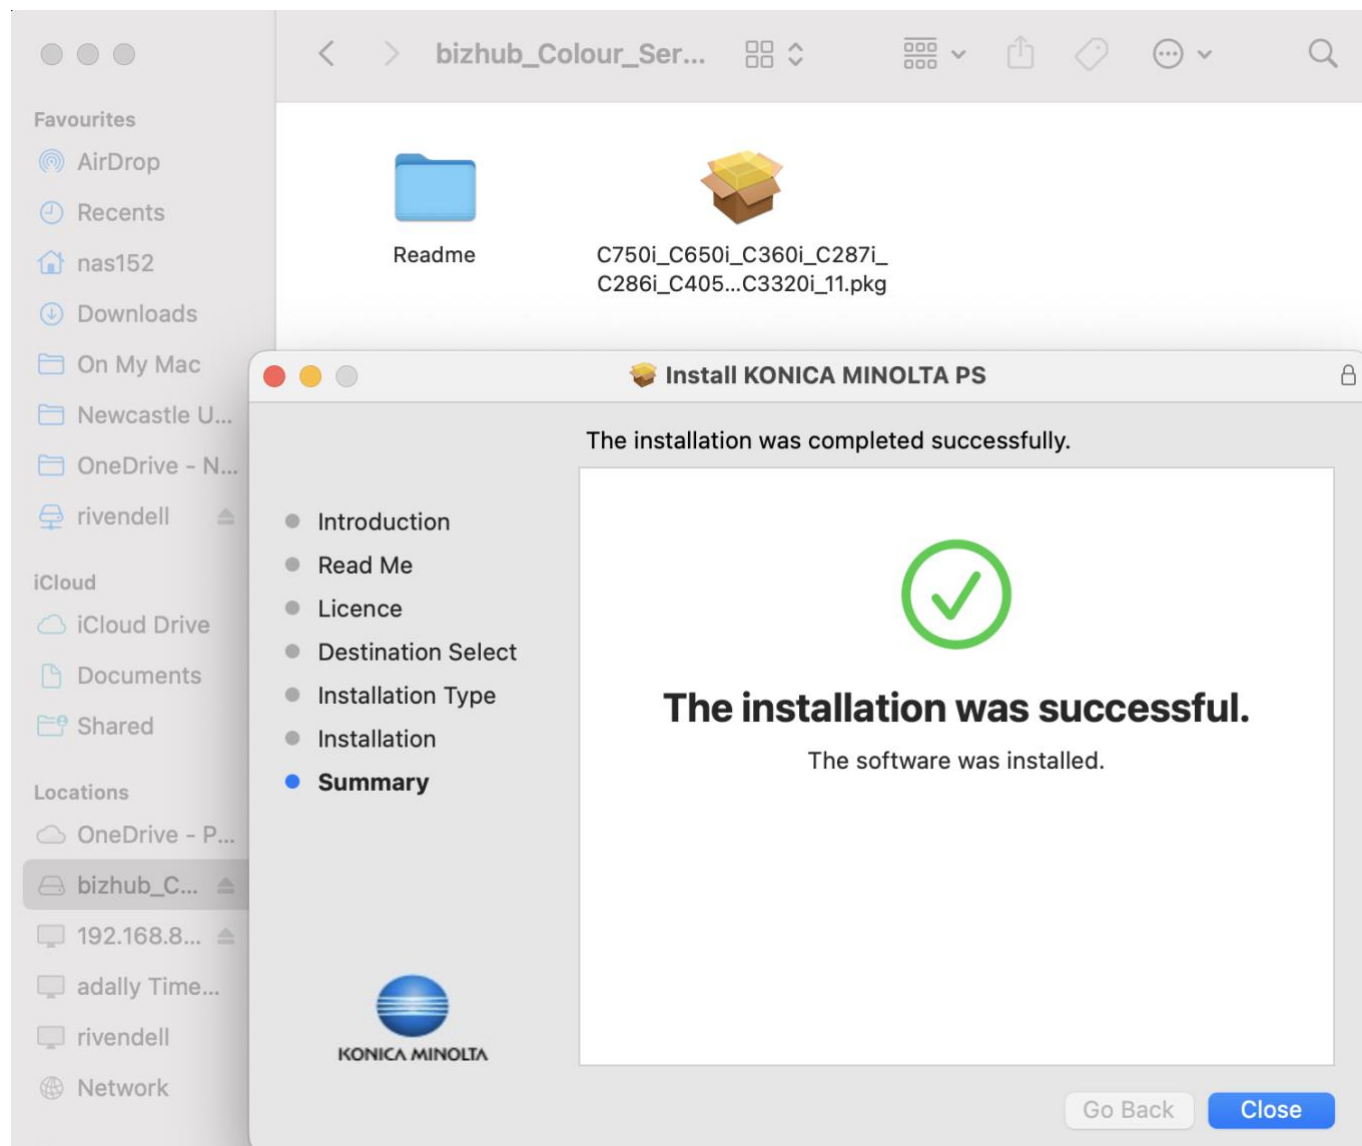 bizhub_Colour_Ser...
Favourites
AirDrop
Recents
nas152
Downloads
On My Mac
Newcastle U...
OneDrive - N...
rivendell
iCloud
iCloud Drive
Documents
Shared
Locations
OneDrive - P...
bizhub_C...
192.168.8...
adally Time...
rivendell
Network
Readme
C750i_C650i_C360i_C287i_
C286i_C405...C3320i_11.pkg
Install KONICA MINOLTA PS
The installation was completed successfully.
Introduction
Read Me
Licence
Destination Select
Installation Type
Installation
Summary
The installation was successful.
The software was installed.
KONICA MINOLTA
Go Back
Close